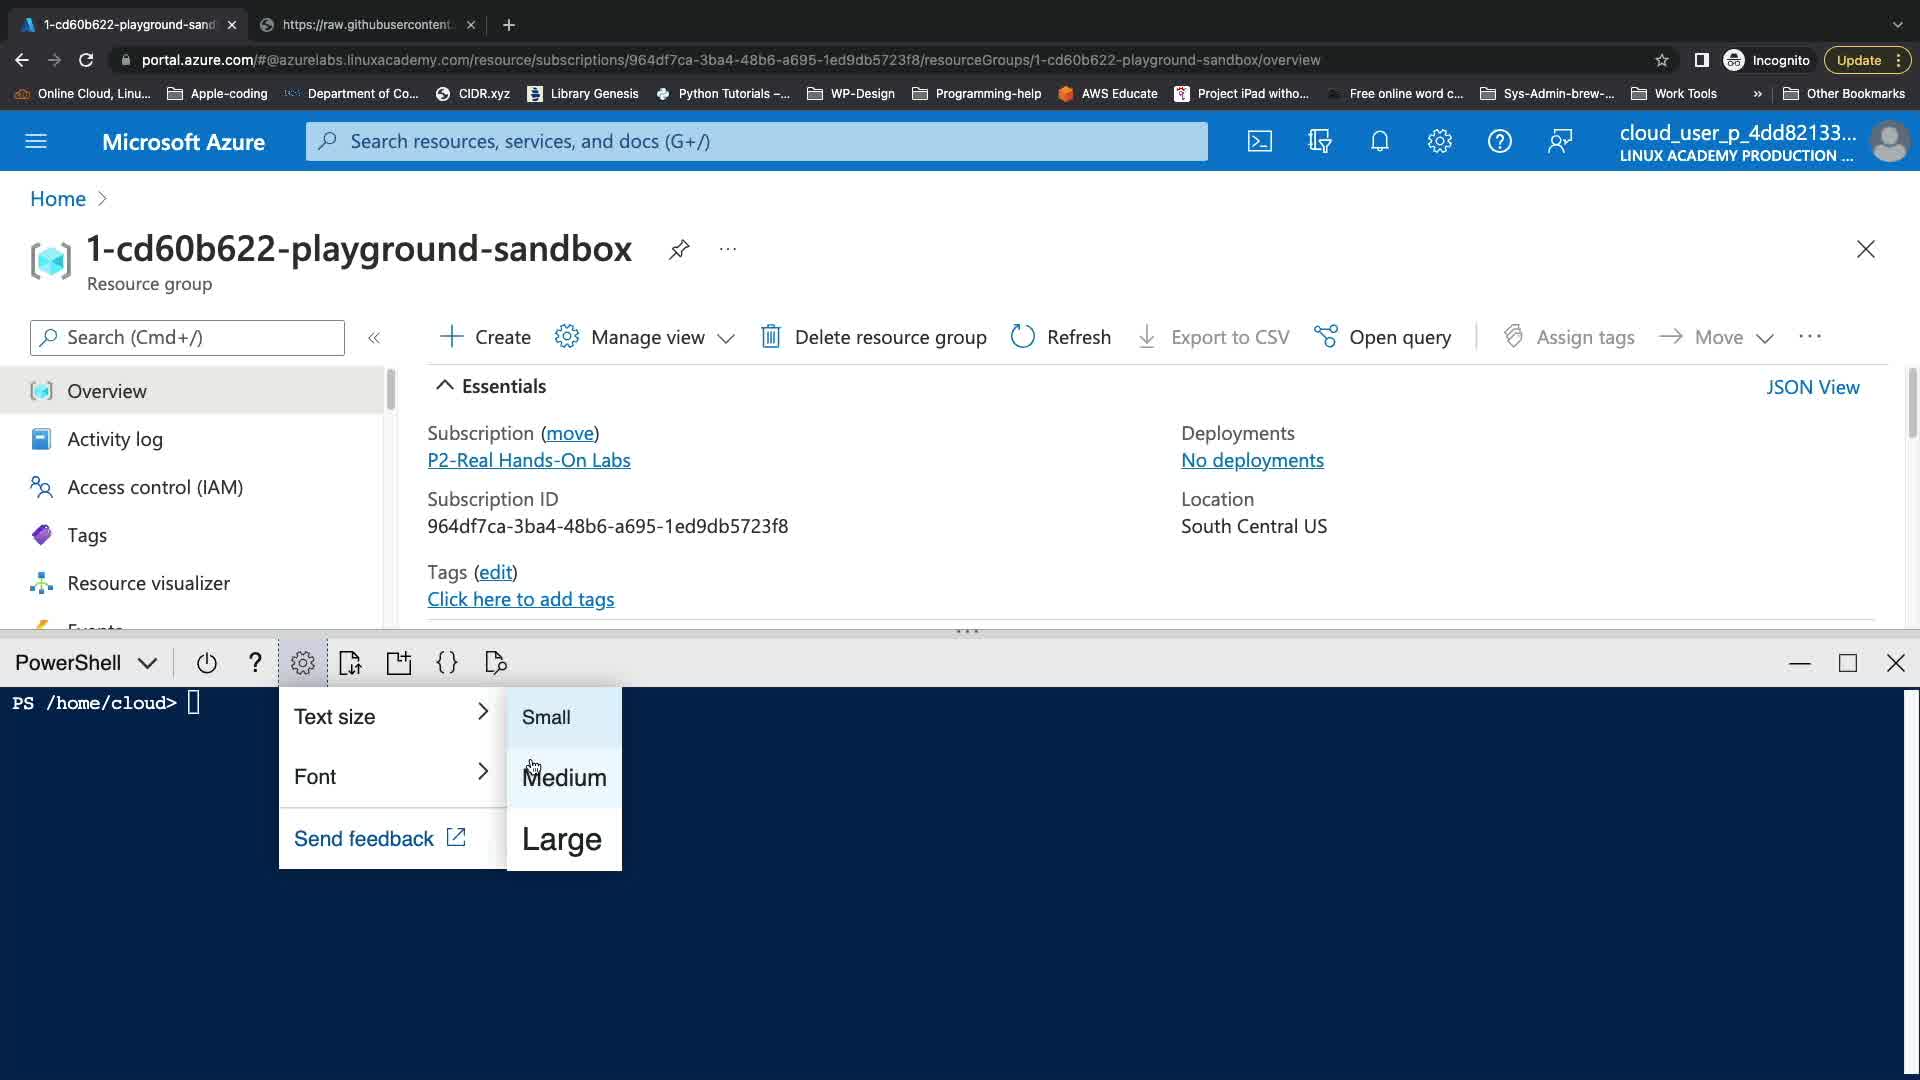 1-cd60b622-playground-sand
https://raw.githubusercontent.
portal.azure.com/#@azurelabs.linuxacademy.com/resource/subscriptions/964df7ca-3ba4-48b6-a695-1ed9db5723f8/resourceGroups/1-cd60b622-playground-sandbox/overview
Incognito
Update
Online Cloud, Linu...
Apple-coding
Department of Co...
CIDR.xyz
Library Genesis
Python Tutorials –...
WP-Design
Programming-help
AWS Educate
Project iPad witho...
Free online word c...
Sys-Admin-brew-...
Work Tools
»
Other Bookmarks
Microsoft Azure
Search resources, services, and docs (G+/)
cloud_user_p_4dd82133...
LINUX ACADEMY PRODUCTION ...
Home
1-cd60b622-playground-sandbox
...
Resource group
Search (Cmd+/)
«
Create
Manage view
Delete resource group
Refresh
Export to CSV
Open query
Assign tags
Move
...
Overview
Activity log
Access control (IAM)
Tags
Resource visualizer
Events
Essentials
JSON View
Subscription (move)
P2-Real Hands-On Labs
Subscription ID
964df7ca-3ba4-48b6-a695-1ed9db5723f8
Deployments
No deployments
Location
South Central US
Tags (edit)
Click here to add tags
PowerShell
?
{}
PS /home/cloud>
Text size
Font
Send feedback
Small
Medium
Large